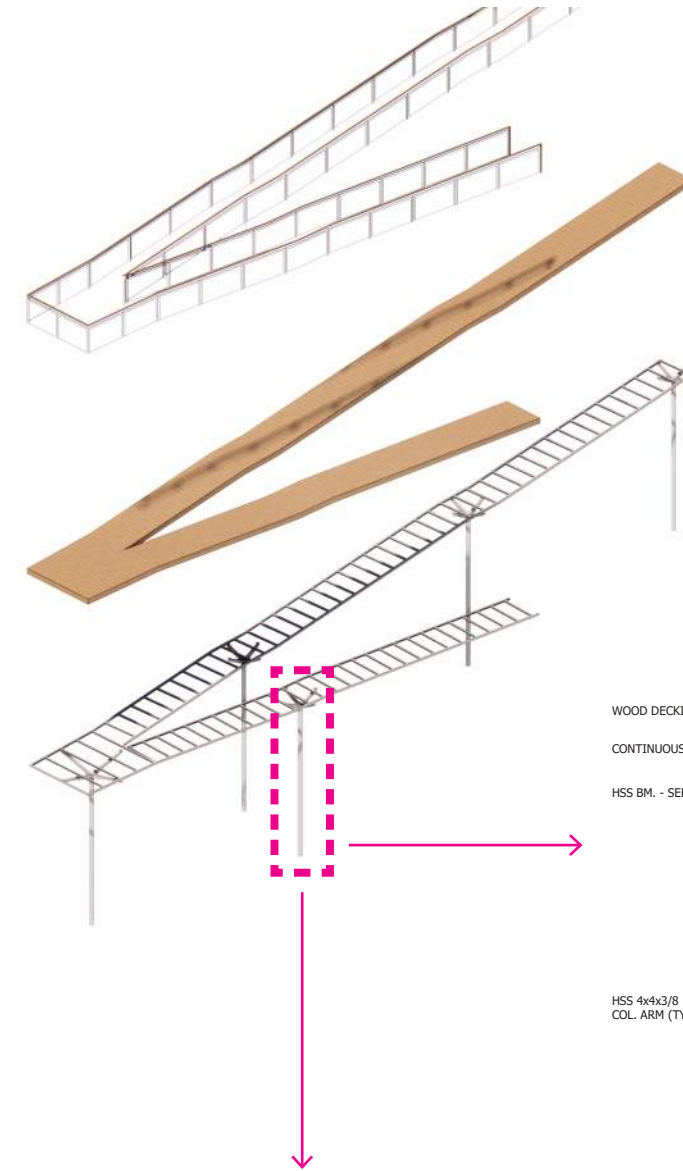 WOOD DECKI
CONTINUOUS
HSS BM. - SE
HSS 4x4x3/8
COL. ARM (TY